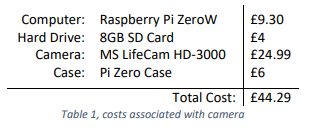 Computer: Raspberry Pi ZeroW £9.30
Hard Drive: 8GB SD Card £4
Camera: MS LifeCam HD-3000 £24.99
Case: Pi Zero Case £6
Total Cost: £44.29
Table 1, costs associated with camera